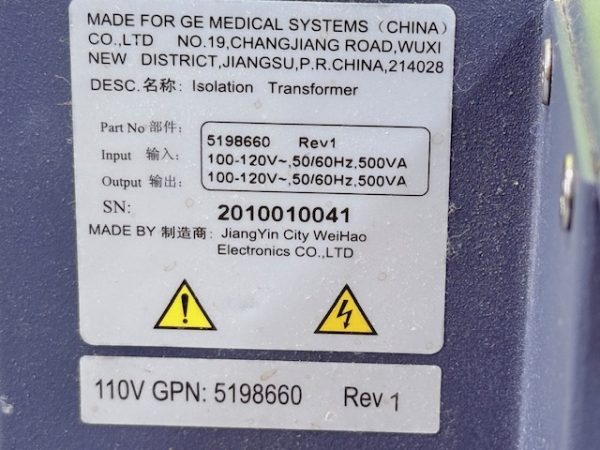 MADE FOR GE MEDICAL SYSTEMS (CHINA)
CO.,LTD NO.19,CHANGJIANG ROAD,WUXI
NEW DISTRICT,JIANGSU,P.R.CHINA,214028
DESC.名称: Isolation Transformer
Part No 部件: 5198660 Rev1
Input 输入: 100-120V~,50/60Hz,500VA
Output 输出: 100-120V~,50/60Hz,500VA
SN: 2010010041
MADE BY 制造商: JiangYin City WeiHao
Electronics CO.,LTD
110V GPN: 5198660 Rev 1